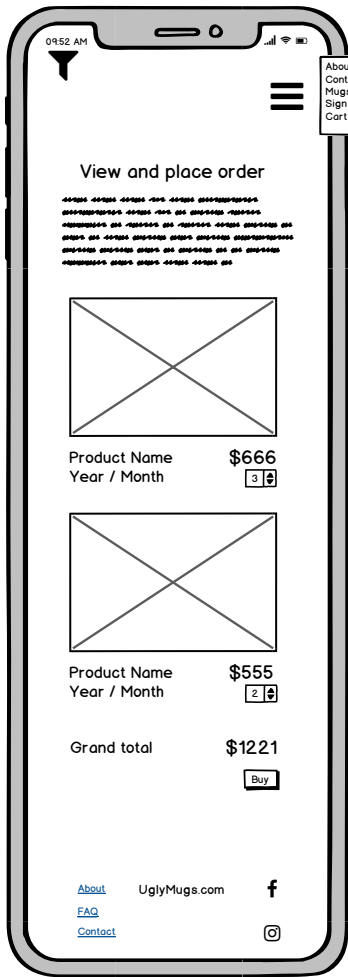 09:52 AM
Abou
Cont
Mugs
Sign
Cart
View and place order
Product Name $666
Year / Month 3
Product Name $555
Year / Month 2
Grand total $1221
Buy
About UglyMugs.com
FAQ
Contact